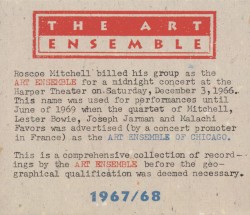 THE ART
ENSEMBLE
Roscoe Mitchell billed his group as the
ART ENSEMBLE for a midnight concert at the
Harper Theater on Saturday, December 3, 1966.
This name was used for performances until
June of 1969 when the quartet of Mitchell,
Lester Bowie, Joseph Jarman and Malachi
Favors was advertised (by a concert promoter
in France) as the ART ENSEMBLE OF CHICAGO.
This is a comprehensive collection of record-
ings by the ART ENSEMBLE before the geo-
graphical qualification was deemed necessary.
1967/68